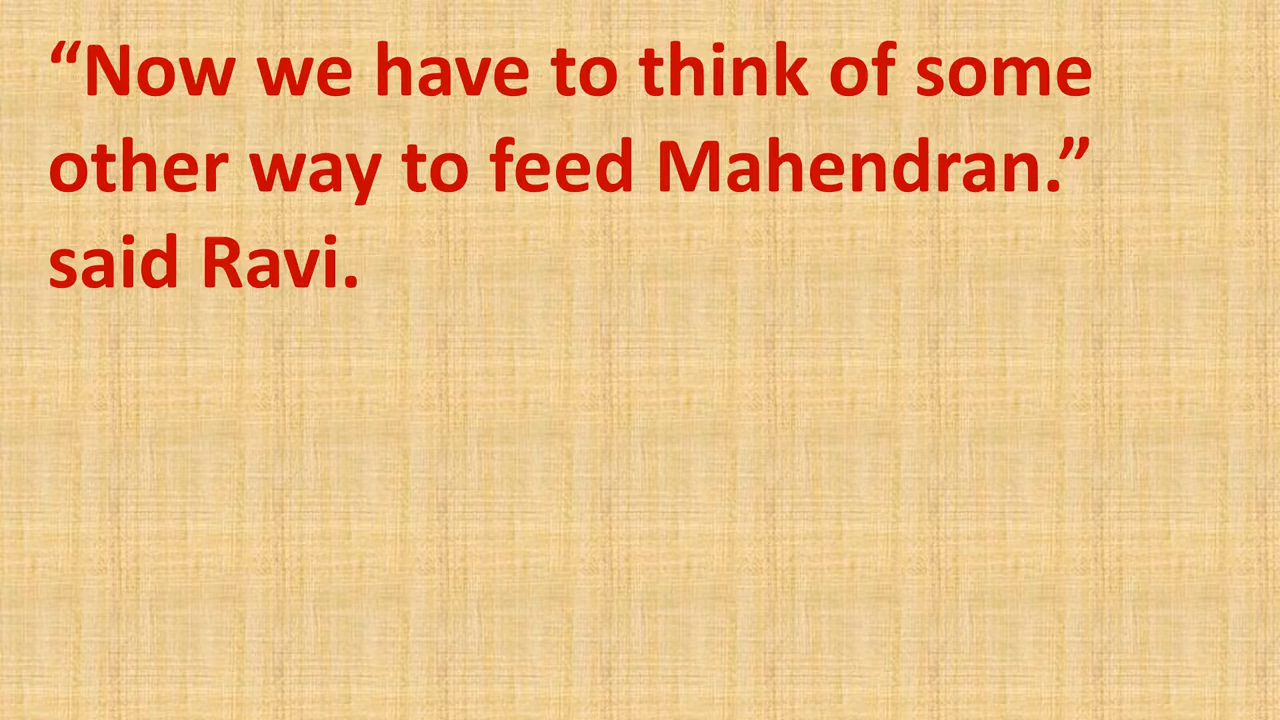 “Now we have to think of some
other way to feed Mahendran.”
said Ravi.